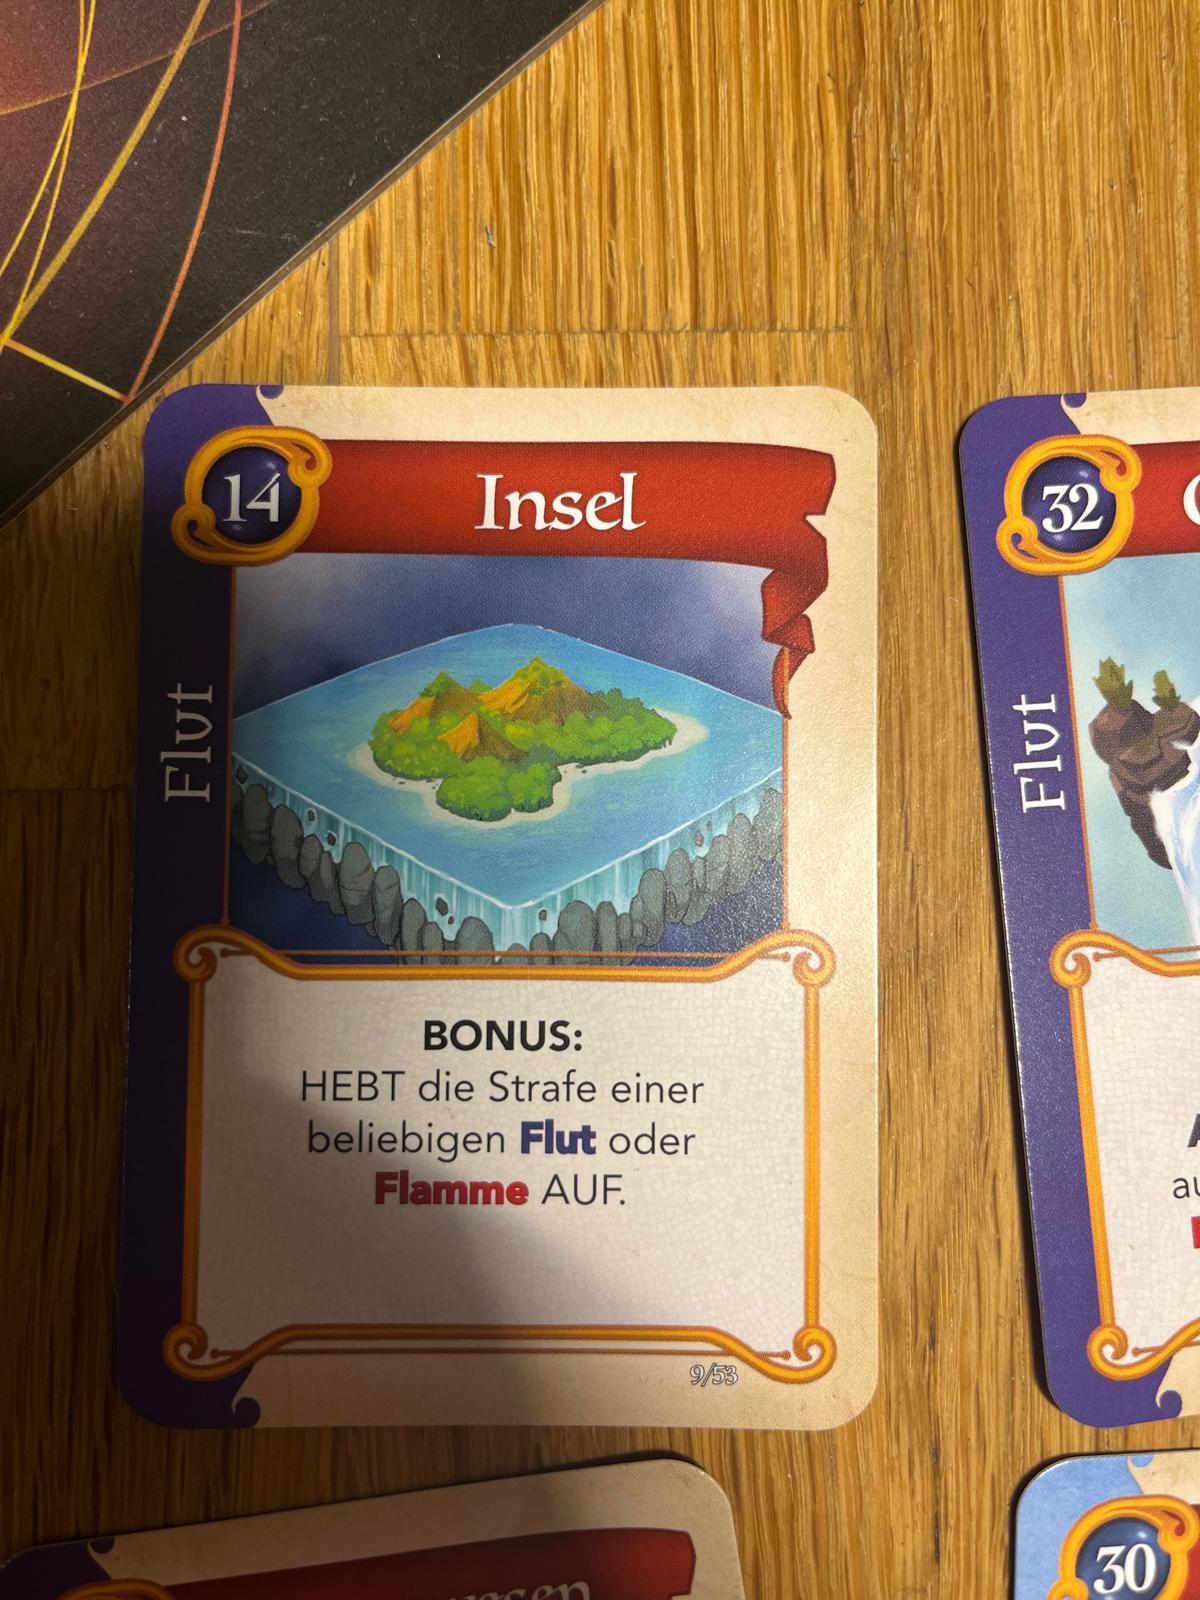 14
Insel
Flut
BONUS:
HEBT die Strafe einer
beliebigen Flut oder
Flamme AUF.
9/53
32
Flut
30